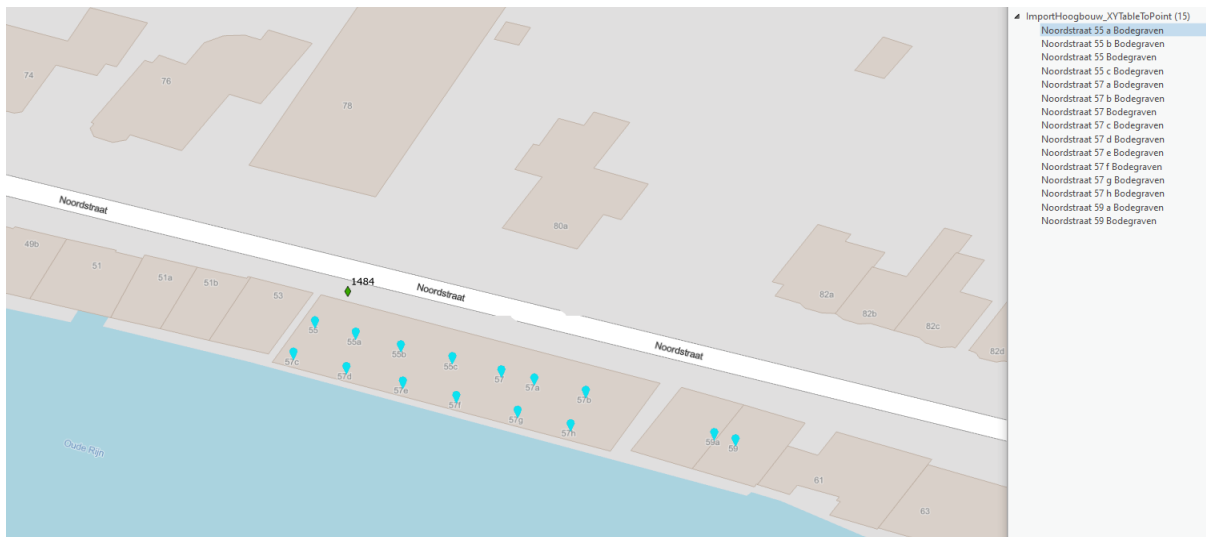 74
76
78
80a
82a
82b
82c
82d
Noordstraat
Noordstraat
Noordstraat
49b
51
51a
51b
53
1484
55
55a
55b
55c
57
57a
57b
57c
57d
57e
57f
57g
57h
59a
59
61
63
Oude Rijn
ImportHoogbouw_XYTableToPoint (15)
Noordstraat 55 a Bodegraven
Noordstraat 55 b Bodegraven
Noordstraat 55 Bodegraven
Noordstraat 55 c Bodegraven
Noordstraat 57 a Bodegraven
Noordstraat 57 b Bodegraven
Noordstraat 57 Bodegraven
Noordstraat 57 c Bodegraven
Noordstraat 57 d Bodegraven
Noordstraat 57 e Bodegraven
Noordstraat 57 f Bodegraven
Noordstraat 57 g Bodegraven
Noordstraat 57 h Bodegraven
Noordstraat 59 a Bodegraven
Noordstraat 59 Bodegraven